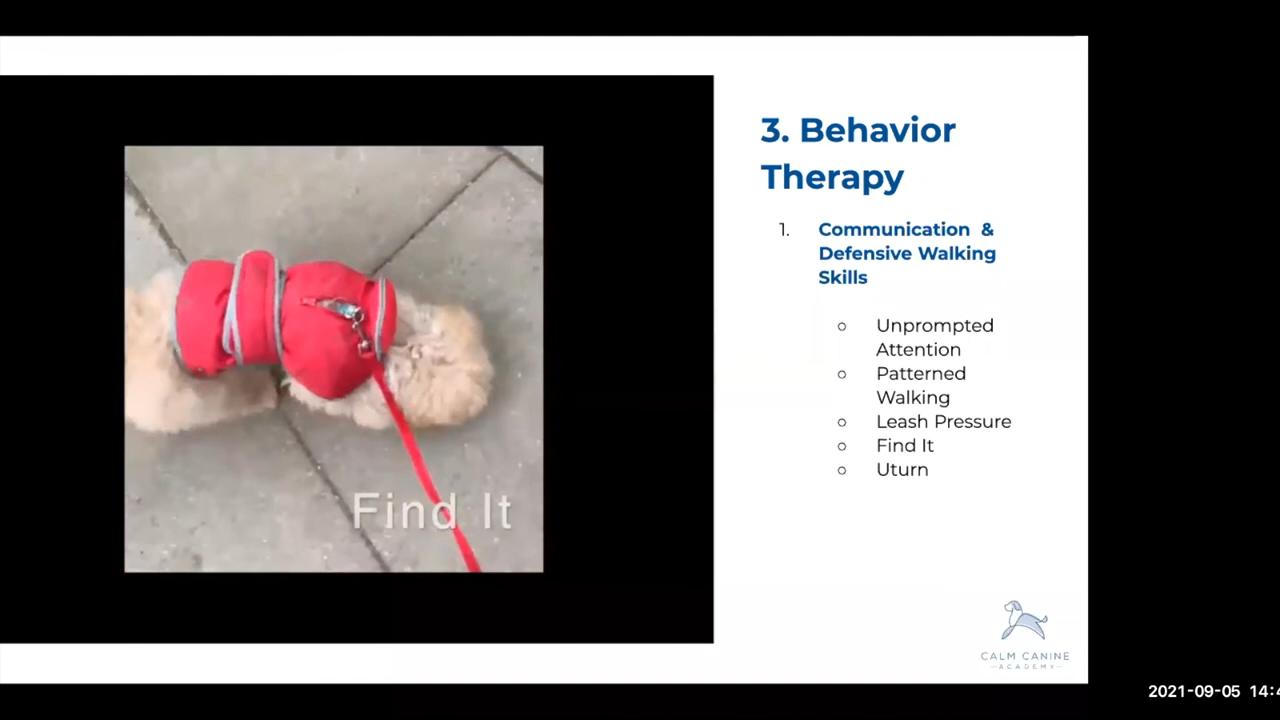 3. Behavior
Therapy
1. Communication &
Defensive Walking
Skills
○ Unprompted
Attention
○ Patterned
Walking
○ Leash Pressure
○ Find It
○ Uturn
Find It
CALM CANINE
—ACADEMY—
2021-09-05 14:4